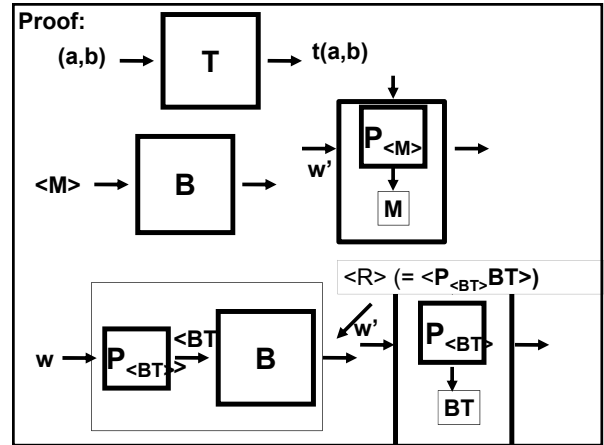 Proof:
(a,b) T t(a,b)
P<M>
w'
<M> B M
<R> (= <P<BT>BT>)
w P<BT> <BT> B w' P<BT>
BT